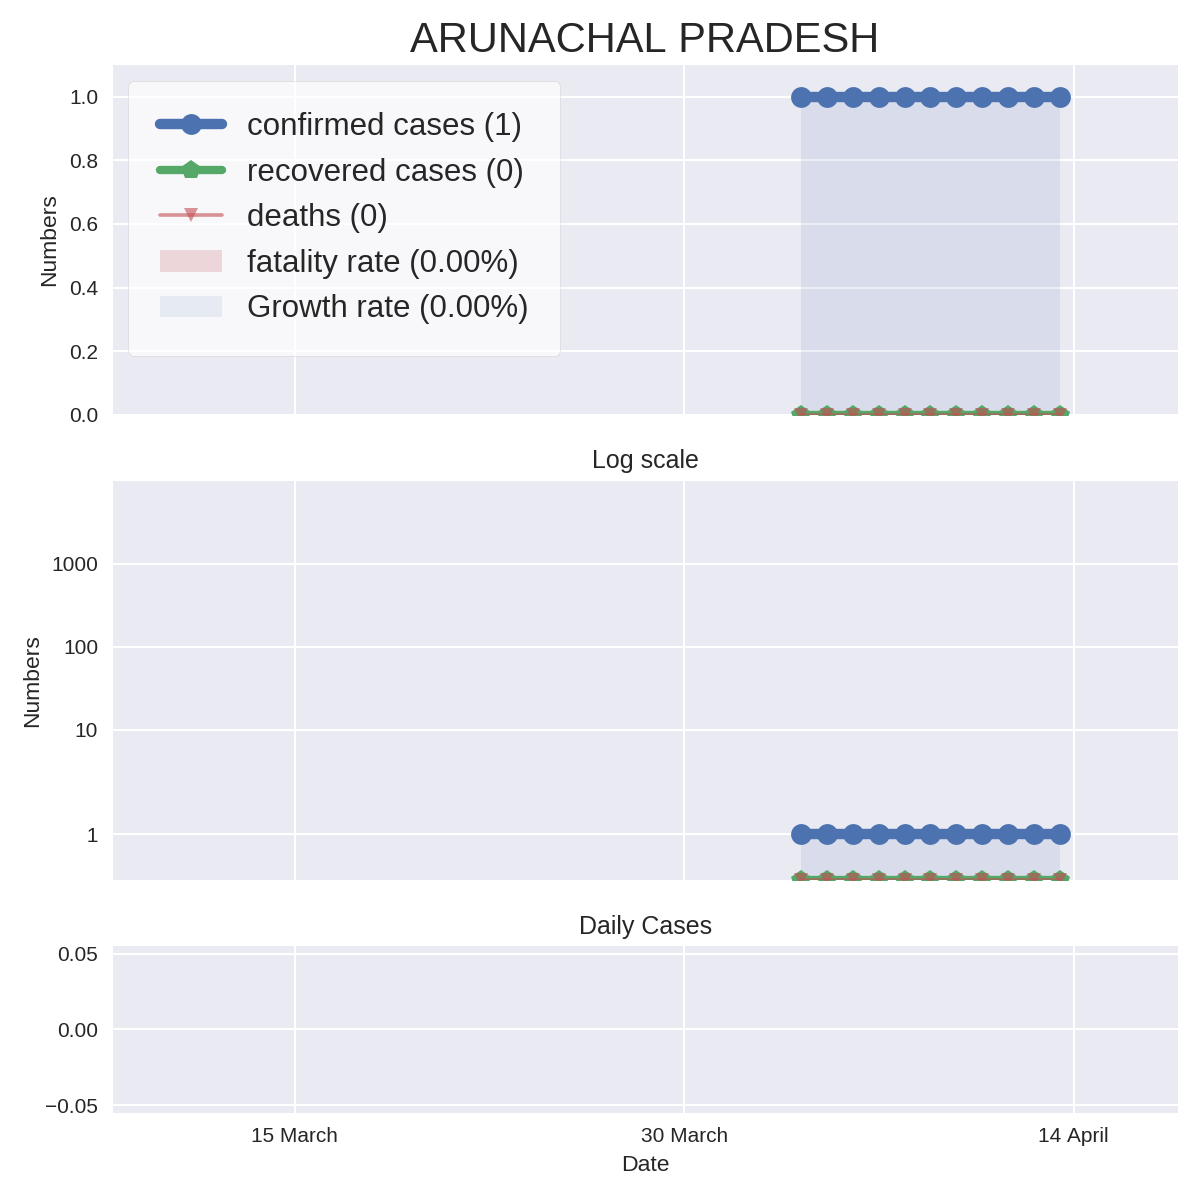 ARUNACHAL PRADESH
confirmed cases (1)
recovered cases (0)
deaths (0)
fatality rate (0.00%)
Growth rate (0.00%)
Numbers
1.0
0.8
0.6
0.4
0.2
0.0
Log scale
Numbers
1000
100
10
1
Daily Cases
0.05
0.00
−0.05
15 March
30 March
14 April
Date